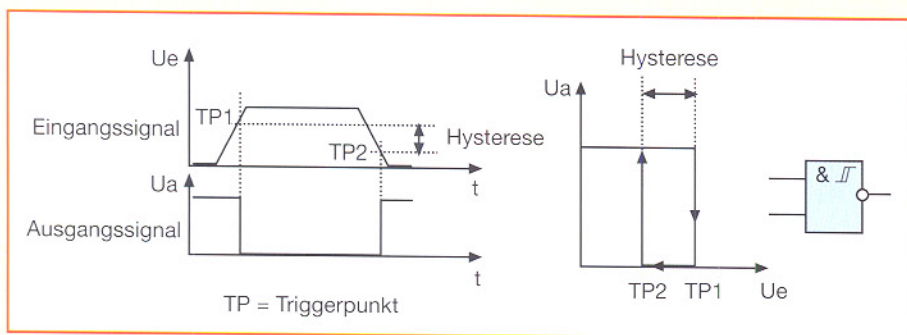 Ue
TP1
Eingangssignal
Hysterese
TP2
t
Ua
Ausgangssignal
t
TP = Triggerpunkt
Hysterese
Ua
TP2 TP1 Ue
&